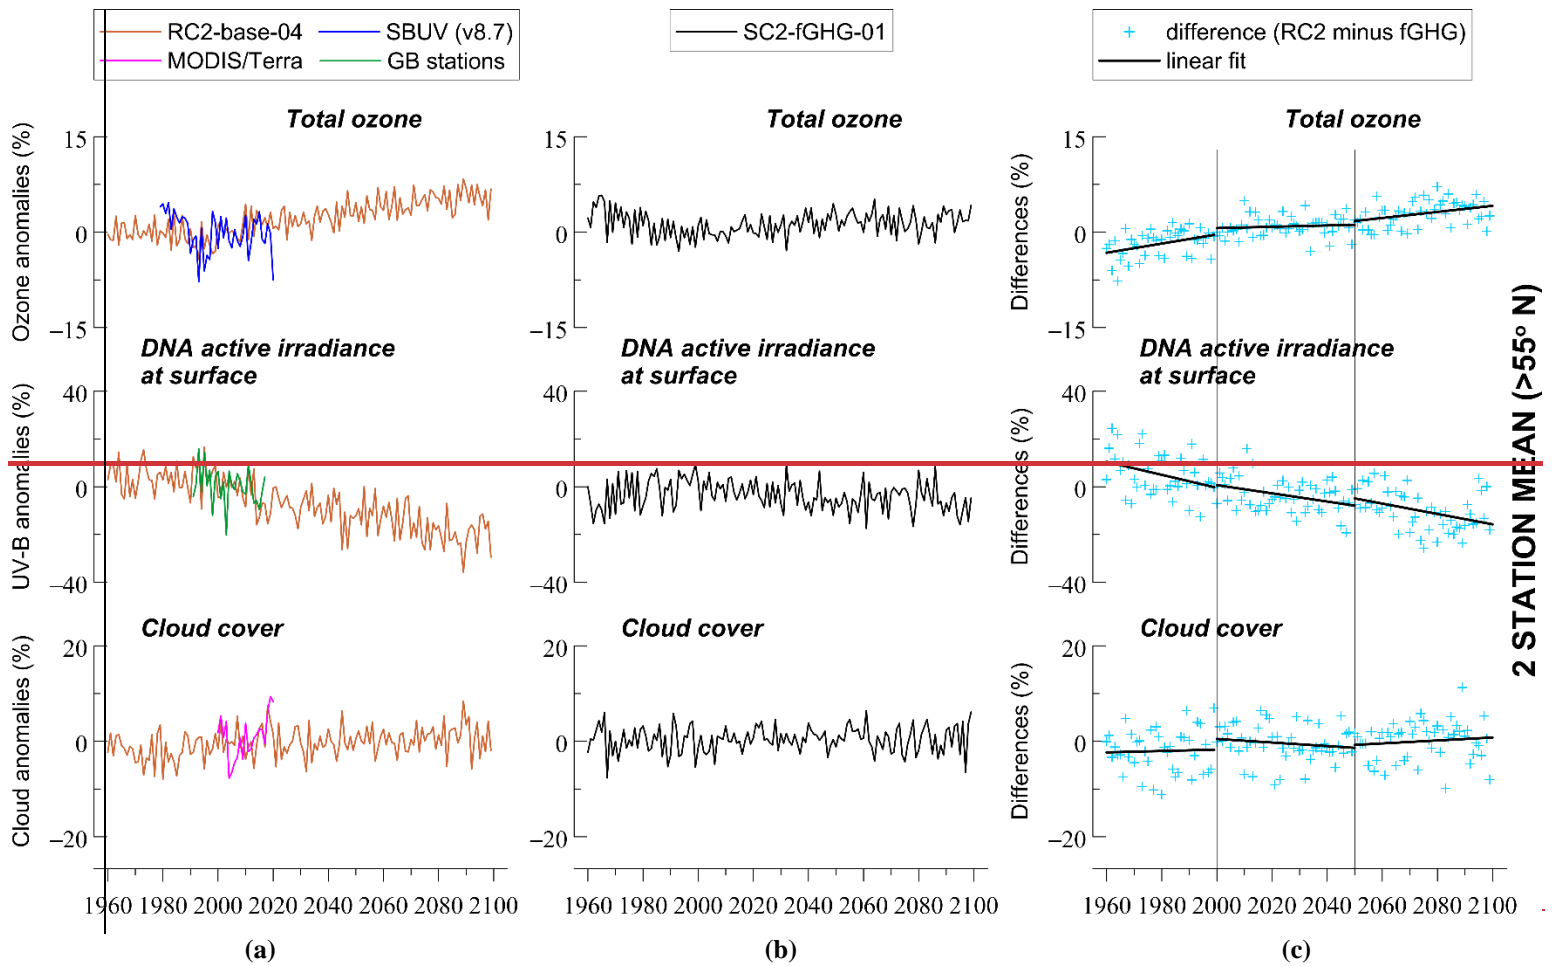 RC2-base-04 SBUV (v8.7)
MODIS/Terra GB stations
SC2-fGHG-01
difference (RC2 minus fGHG)
linear fit
Total ozone
Total ozone
Total ozone
Ozone anomalies (%)
15
0
−15
15
0
−15
Differences (%)
15
0
−15
DNA active irradiance
at surface
DNA active irradiance
at surface
DNA active irradiance
at surface
UV-B anomalies (%)
40
0
−40
40
0
−40
Differences (%)
40
0
−40
Cloud cover
Cloud cover
Cloud cover
Cloud anomalies (%)
20
0
−20
20
0
−20
Differences (%)
20
0
−20
2 STATION MEAN (>55° N)
1960 1980 2000 2020 2040 2060 2080 2100
1960 1980 2000 2020 2040 2060 2080 2100
1960 1980 2000 2020 2040 2060 2080 2100
(a)
(b)
(c)